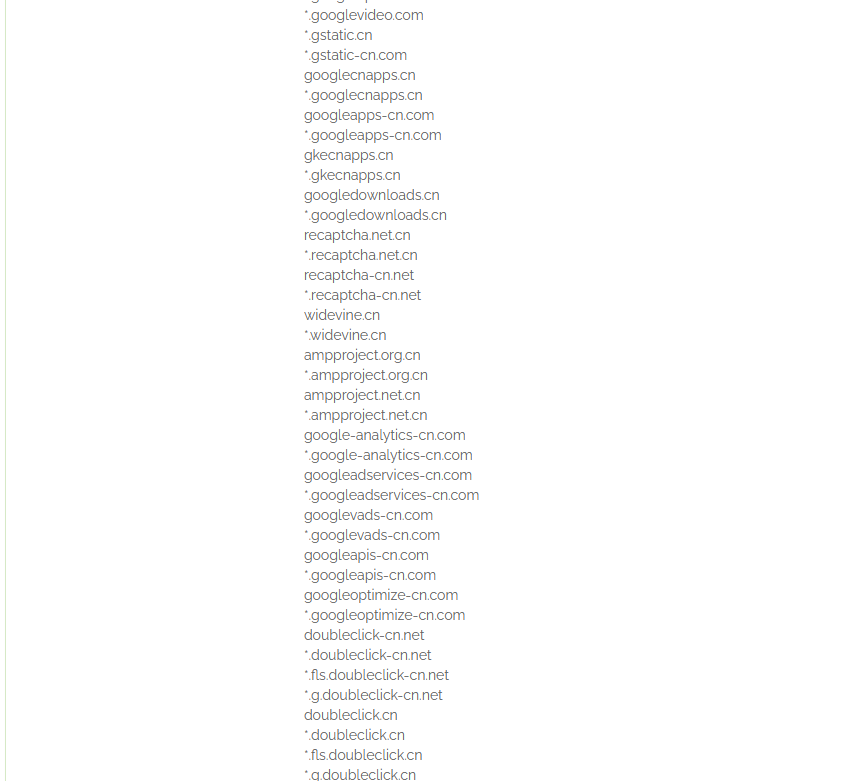 *.googlevideo.com
*.gstatic.cn
*.gstatic-cn.com
googlecnapps.cn
*.googlecnapps.cn
googleapps-cn.com
*.googleapps-cn.com
gkecnapps.cn
*.gkecnapps.cn
googledownloads.cn
*.googledownloads.cn
recaptcha.net.cn
*.recaptcha.net.cn
recaptcha-cn.net
*.recaptcha-cn.net
widevine.cn
*.widevine.cn
ampproject.org.cn
*.ampproject.org.cn
ampproject.net.cn
*.ampproject.net.cn
google-analytics-cn.com
*.google-analytics-cn.com
googleadservices-cn.com
*.googleadservices-cn.com
googlevads-cn.com
*.googlevads-cn.com
googleapis-cn.com
*.googleapis-cn.com
googleoptimize-cn.com
*.googleoptimize-cn.com
doubleclick-cn.net
*.doubleclick-cn.net
*.fls.doubleclick-cn.net
*.g.doubleclick-cn.net
doubleclick.cn
*.doubleclick.cn
*.fls.doubleclick.cn
*.g.doubleclick.cn